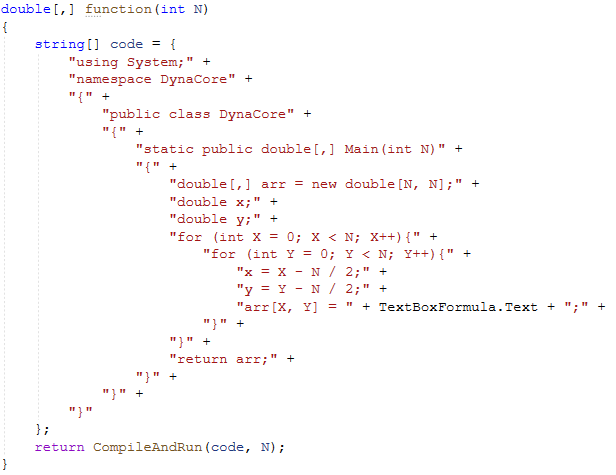 double[,] function(int N)
{
    string[] code = {
        "using System;" +
        "namespace DynaCore" +
        "{" +
            "public class DynaCore" +
            "{" +
                "static public double[,] Main(int N)" +
                "{" +
                    "double[,] arr = new double[N, N];" +
                    "double x;" +
                    "double y;" +
                    "for (int X = 0; X < N; X++){" +
                        "for (int Y = 0; Y < N; Y++){" +
                            "x = X - N / 2;" +
                            "y = Y - N / 2;" +
                            "arr[X, Y] = " + TextBoxFormula.Text + ";" +
                        "}" +
                    "}" +
                    "return arr;" +
                "}" +
            "}" +
        "}"
    };
    return CompileAndRun(code, N);
}